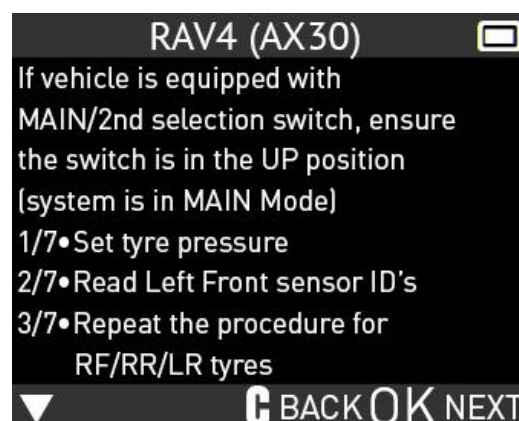 RAV4 (AX30)
If vehicle is equipped with
MAIN/2nd selection switch, ensure
the switch is in the UP position
(system is in MAIN Mode)
1/7•Set tyre pressure
2/7•Read Left Front sensor ID's
3/7•Repeat the procedure for
RF/RR/LR tyres
C BACK OK NEXT